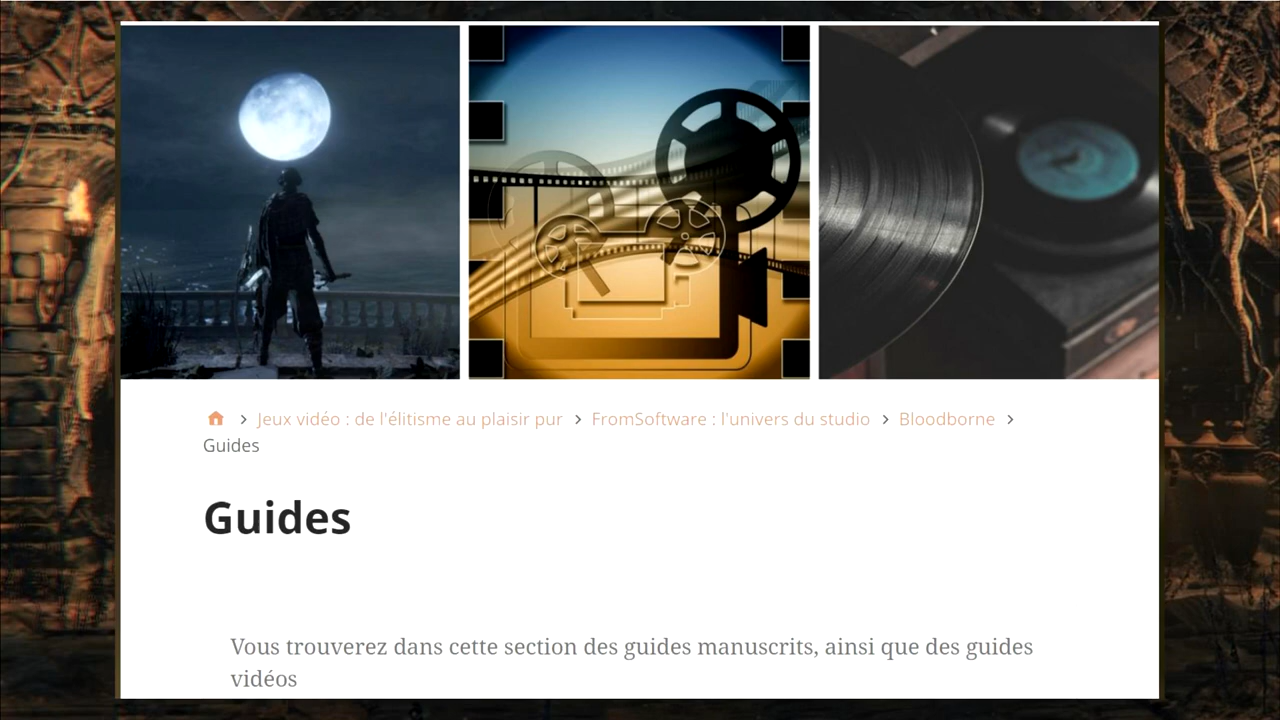 Jeux vidéo : de l'élitisme au plaisir pur > FromSoftware : l'univers du studio > Bloodborne >
Guides
Guides
Vous trouverez dans cette section des guides manuscrits, ainsi que des guides
vidéos